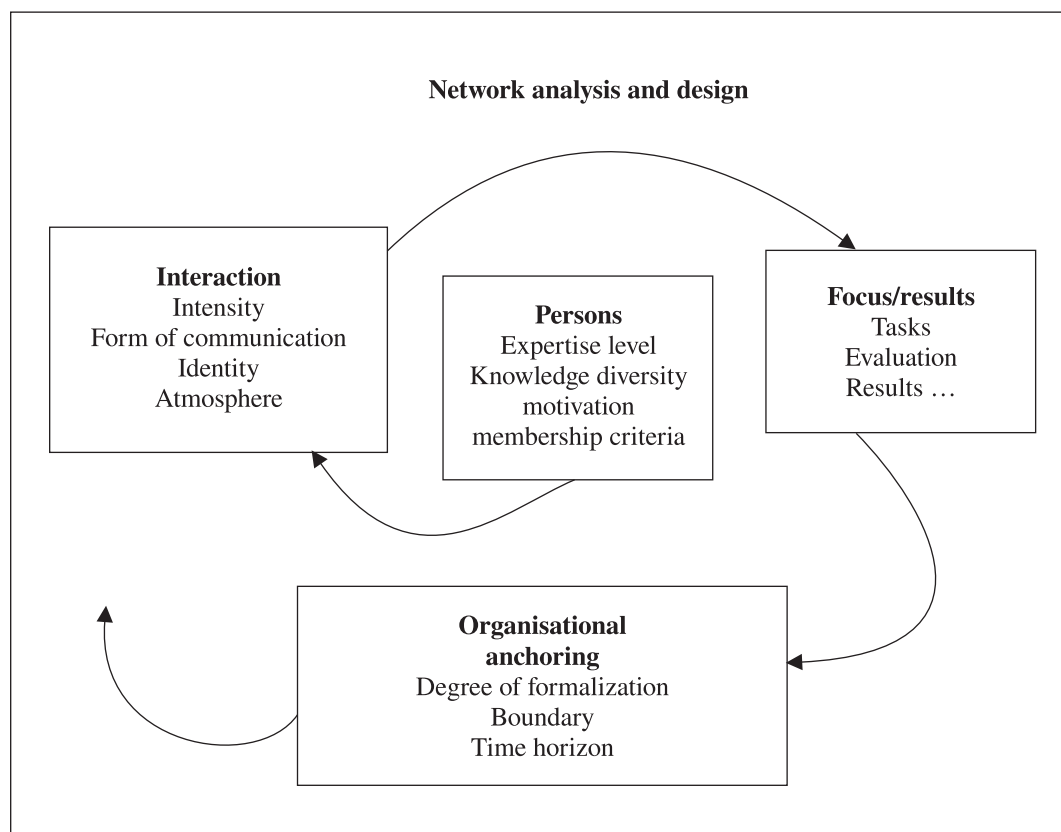 Network analysis and design
Interaction
Intensity
Form of communication
Identity
Atmosphere
Persons
Expertise level
Knowledge diversity
motivation
membership criteria
Focus/results
Tasks
Evaluation
Results …
Organisational
anchoring
Degree of formalization
Boundary
Time horizon